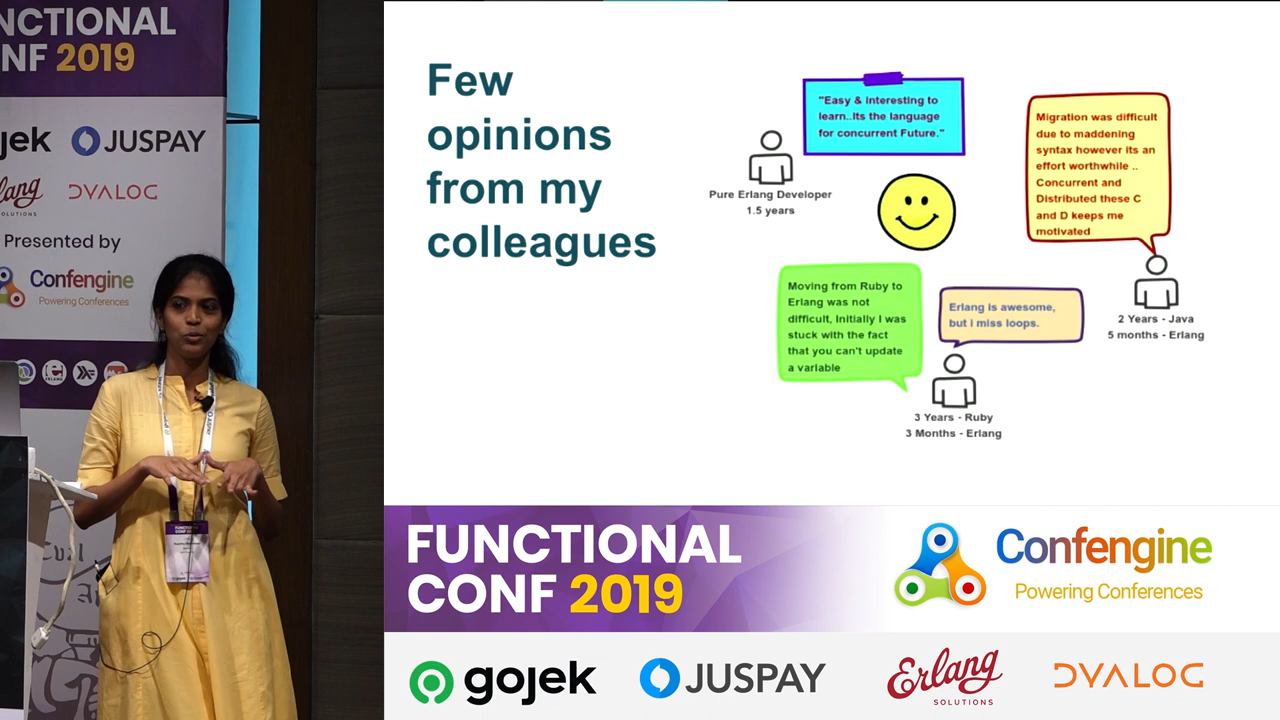 NCTIONAL
NF 2019
jek JUSPAY
lang DYALOG
SOLUTIONS
Presented by
Confengine
Powering Conferences
ERLANG
Few
opinions
from my
colleagues
"Easy & interesting to
learn..Its the language
for concurrent Future."
Pure Erlang Developer
1.5 years
Migration was difficult
due to maddening
syntax however its an
effort worthwhile ..
Concurrent and
Distributed these C
and D keeps me
motivated
2 Years - Java
5 months - Erlang
Moving from Ruby to
Erlang was not
difficult, Initially I was
stuck with the fact
that you can't update
a variable
Erlang is awesome,
but i miss loops.
3 Years - Ruby
3 Months - Erlang
FUNCTIONAL
CONF 2019
Confengine
Powering Conferences
gojek JUSPAY Erlang DYALOG
SOLUTIONS